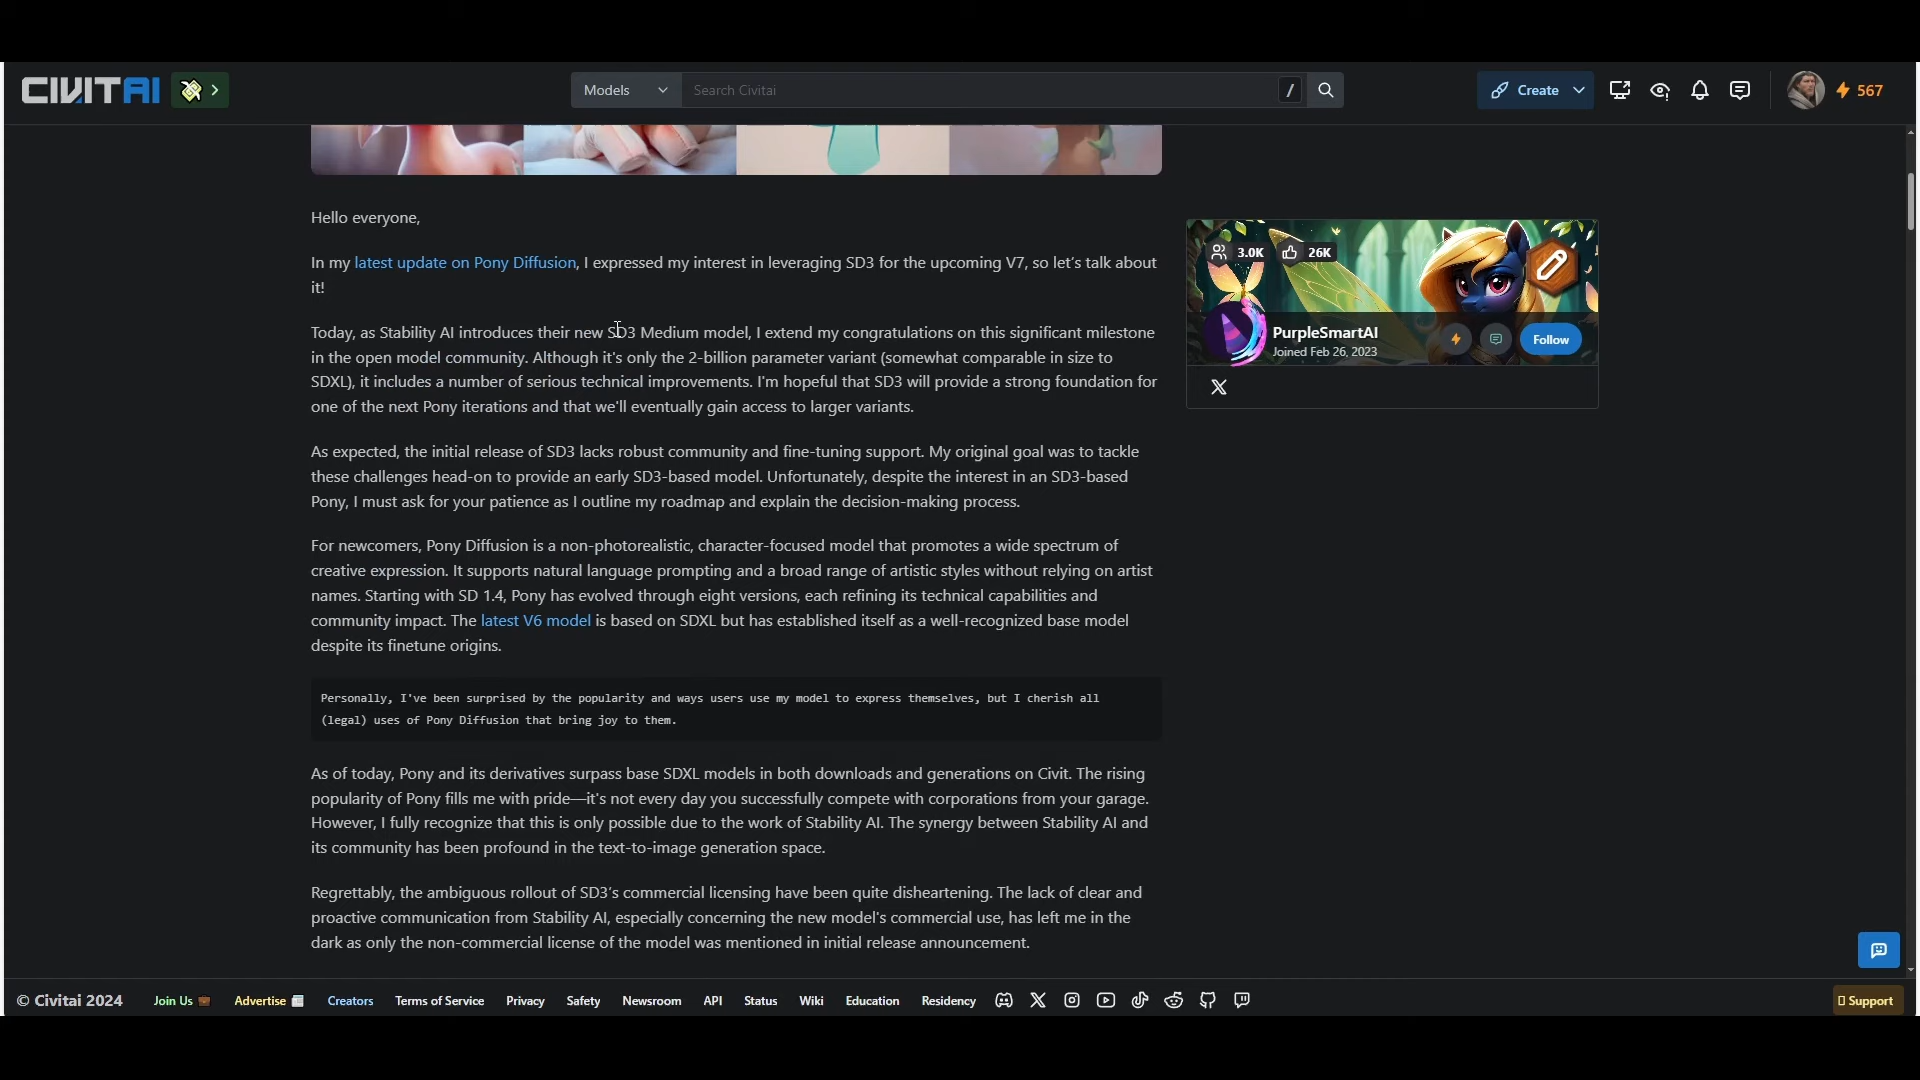 CIVITAI
Models
Search Civitai
/
Create
567
Hello everyone,
In my latest update on Pony Diffusion, I expressed my interest in leveraging SD3 for the upcoming V7, so let's talk about
it!
Today, as Stability AI introduces their new SD3 Medium model, I extend my congratulations on this significant milestone
in the open model community. Although it's only the 2-billion parameter variant (somewhat comparable in size to
SDXL), it includes a number of serious technical improvements. I'm hopeful that SD3 will provide a strong foundation for
one of the next Pony iterations and that we'll eventually gain access to larger variants.
As expected, the initial release of SD3 lacks robust community and fine-tuning support. My original goal was to tackle
these challenges head-on to provide an early SD3-based model. Unfortunately, despite the interest in an SD3-based
Pony, I must ask for your patience as I outline my roadmap and explain the decision-making process.
For newcomers, Pony Diffusion is a non-photorealistic, character-focused model that promotes a wide spectrum of
creative expression. It supports natural language prompting and a broad range of artistic styles without relying on artist
names. Starting with SD 1.4, Pony has evolved through eight versions, each refining its technical capabilities and
community impact. The latest V6 model is based on SDXL but has established itself as a well-recognized base model
despite its finetune origins.
Personally, I've been surprised by the popularity and ways users use my model to express themselves, but I cherish all
(legal) uses of Pony Diffusion that bring joy to them.
As of today, Pony and its derivatives surpass base SDXL models in both downloads and generations on Civit. The rising
popularity of Pony fills me with pride—it's not every day you successfully compete with corporations from your garage.
However, I fully recognize that this is only possible due to the work of Stability AI. The synergy between Stability AI and
its community has been profound in the text-to-image generation space.
Regrettably, the ambiguous rollout of SD3's commercial licensing have been quite disheartening. The lack of clear and
proactive communication from Stability AI, especially concerning the new model's commercial use, has left me in the
dark as only the non-commercial license of the model was mentioned in initial release announcement.
3.0K
26K
PurpleSmartAI
Joined Feb 26, 2023
Follow
© Civitai 2024
Join Us
Advertise
Creators
Terms of Service
Privacy
Safety
Newsroom
API
Status
Wiki
Education
Residency
Support